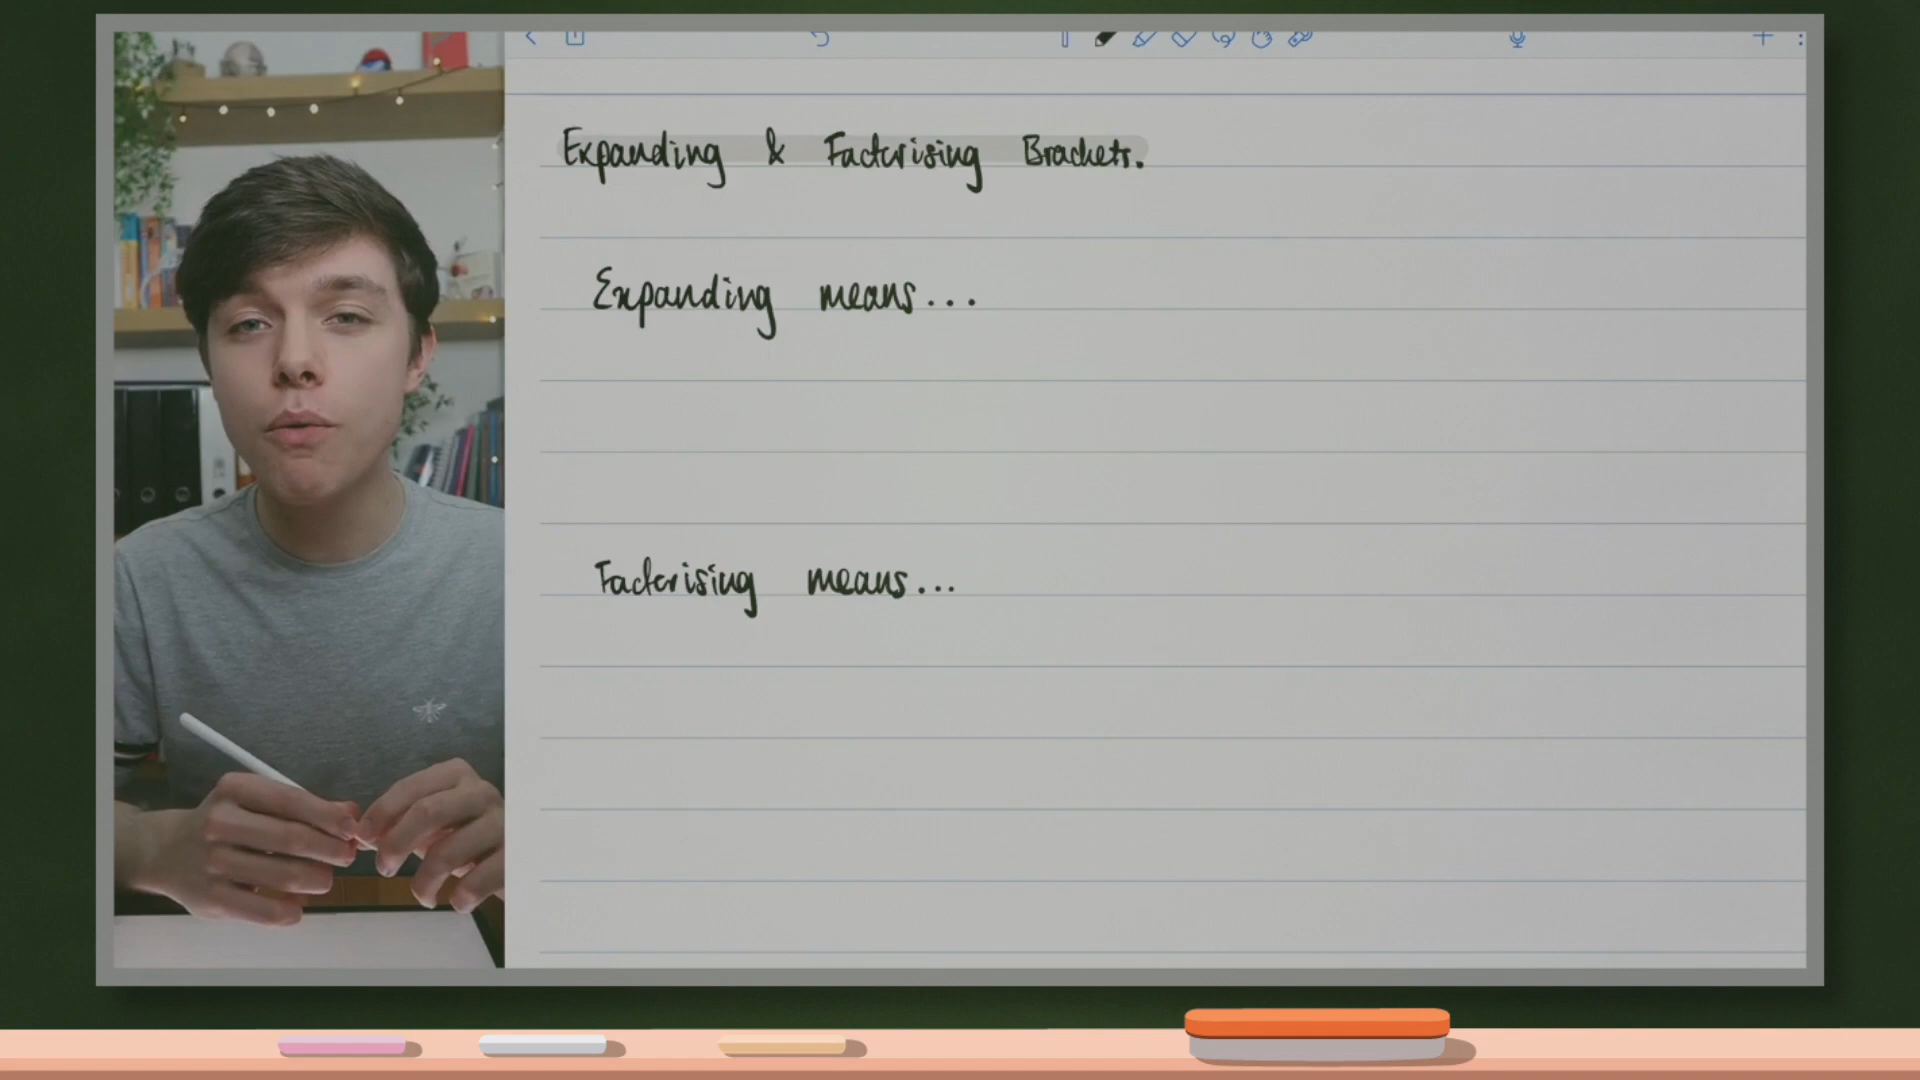 Expanding & Factorising Brackets.
Expanding means...
Factorising means...